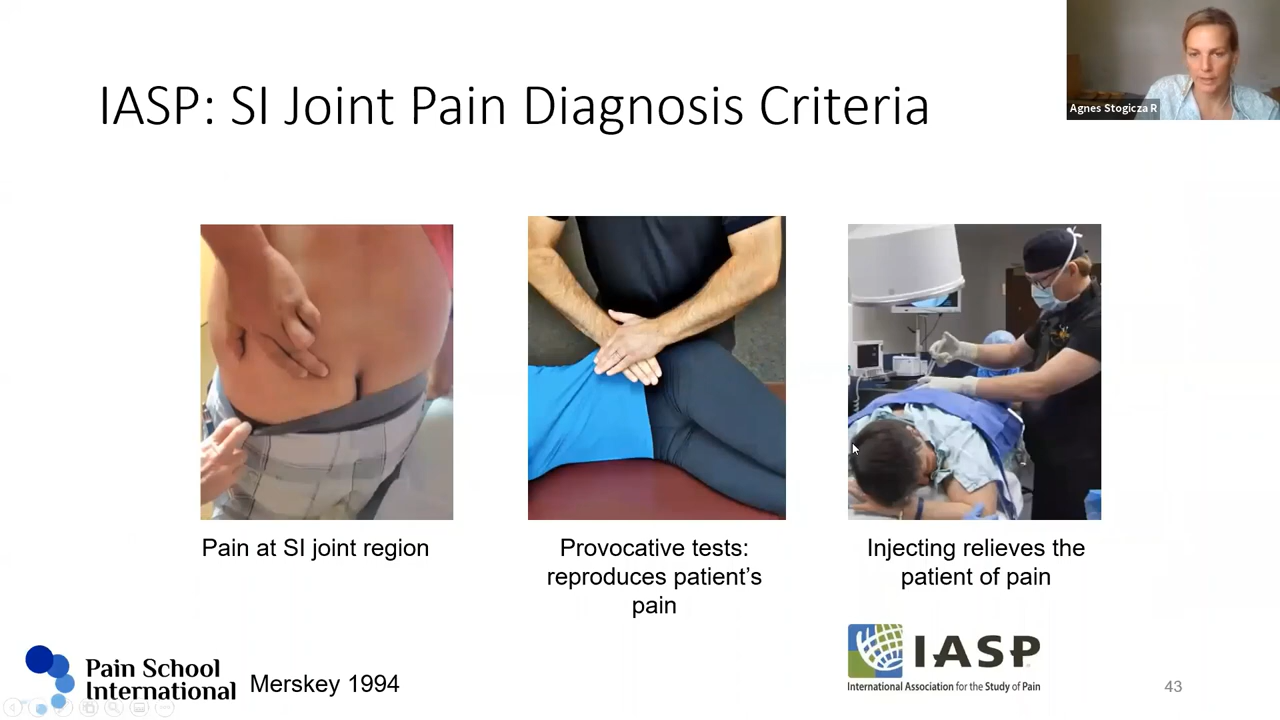 Agnes Stogicza R
IASP: SI Joint Pain Diagnosis Criteria
Pain at SI joint region
Provocative tests:
reproduces patient’s
pain
Injecting relieves the
patient of pain
Pain School
International
Merskey 1994
IASP
International Association for the Study of Pain
43